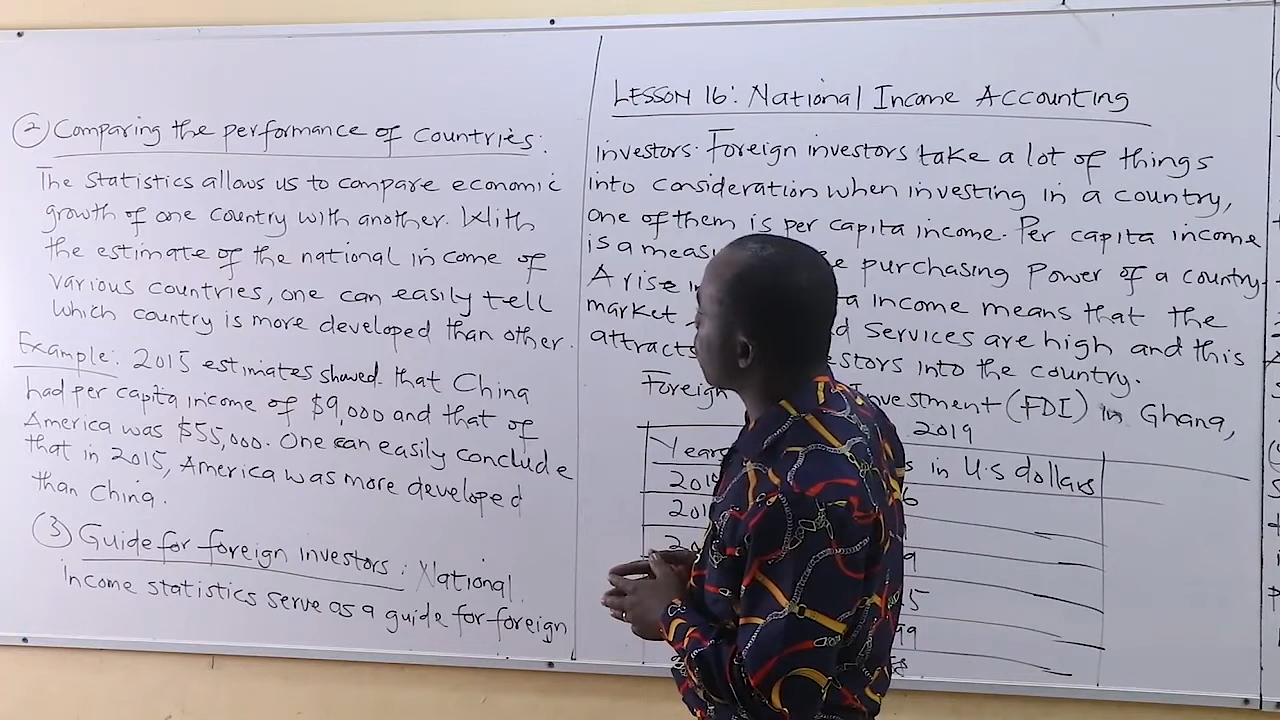 ② Comparing the performance of countries:
The statistics allows us to compare economic
growth of one country with another. With
the estimate of the national income of
various countries, one can easily tell
which country is more developed than other.
Example: 2015 estimates showed that China
had per capita income of $9,000 and that of
America was $55,000. One can easily conclude
that in 2015, America was more developed
than China.
③ Guide for foreign investors: National
income statistics serve as a guide for foreign
LESSON 16: National Income Accounting
investors. Foreign investors take a lot of things
into consideration when investing in a country,
one of them is per capita income. Per capita income
is a purchasing power of a country.
A rise income means that the
market services are high and this
attracts into the country.
Foreign Investment (FDI) in Ghana,
2019
Years in U.S dollars